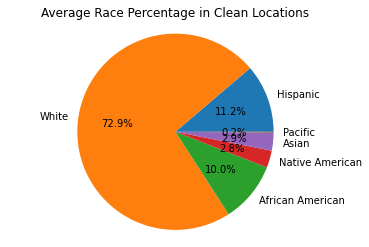 Average Race Percentage in Clean Locations
Hispanic
11.2%
White
72.9%
0.2%
Pacific
2.9%
Asian
2.8%
Native American
10.0%
African American